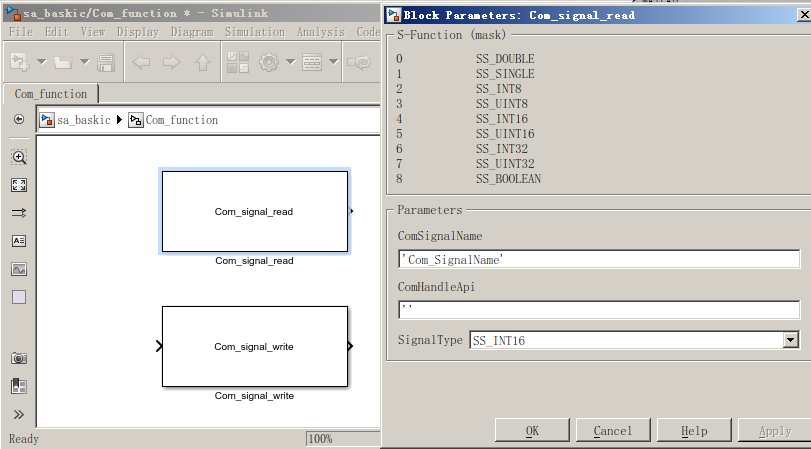 sa_baskic/Com_function * - Simulink
File Edit View Display Diagram Simulation Analysis Code
Com_function
sa_baskic Com_function
Com_signal_read
Com_signal_read
Com_signal_write
Com_signal_write
Ready 100%
Block Parameters: Com_signal_read
S-Function (mask)
0 SS_DOUBLE
1 SS_SINGLE
2 SS_INT8
3 SS_UINT8
4 SS_INT16
5 SS_UINT16
6 SS_INT32
7 SS_UINT32
8 SS_BOOLEAN
Parameters
ComSignalName
'Com_SignalName'
ComHandleApi
''
SignalType SS_INT16
OK Cancel Help Apply